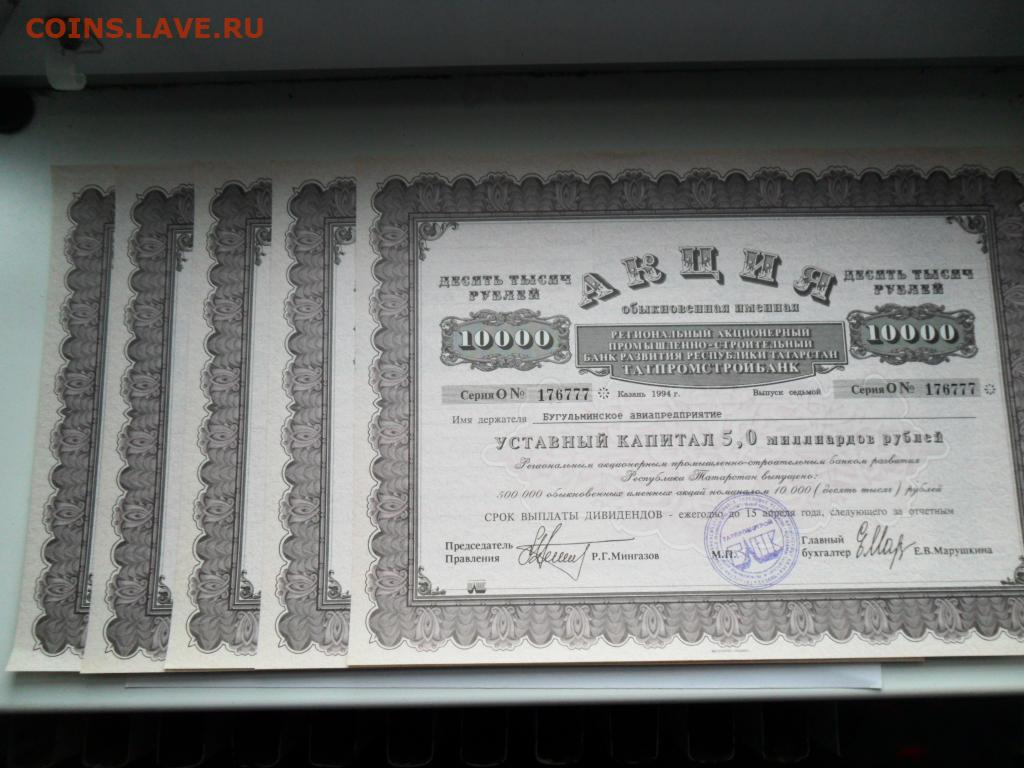 COINS.LAVE.RU
АКЦИЯ
ДЕСЯТЬ ТЫСЯЧ
РУБЛЕЙ
ДЕСЯТЬ ТЫСЯЧ
РУБЛЕЙ
обыкновенная именная
10000
10000
РЕГИОНАЛЬНЫЙ АКЦИОНЕРНЫЙ
ПРОМЫШЛЕННО-СТРОИТЕЛЬНЫЙ
БАНК РАЗВИТИЯ РЕСПУБЛИКИ ТАТАРСТАН
ТАТПРОМСТРОЙБАНК
Серия О № 176777 Казань 1994 г. Выпуск седьмой Серия О № 176777
Имя держателя Бугульминское авиапредприятие
УСТАВНЫЙ КАПИТАЛ 5,0 миллиардов рублей
Региональным акционерным промышленно-строительным банком развития
Республики Татарстан выпущено:
500 000 обыкновенных именных акций номиналом 10 000 ( десять тысяч ) рублей
СРОК ВЫПЛАТЫ ДИВИДЕНДОВ - ежегодно до 15 апреля года, следующего за отчетным
Председатель
Правления Р.Г.Мингазов
М.П.
Главный
бухгалтер Е.В.Марушкина